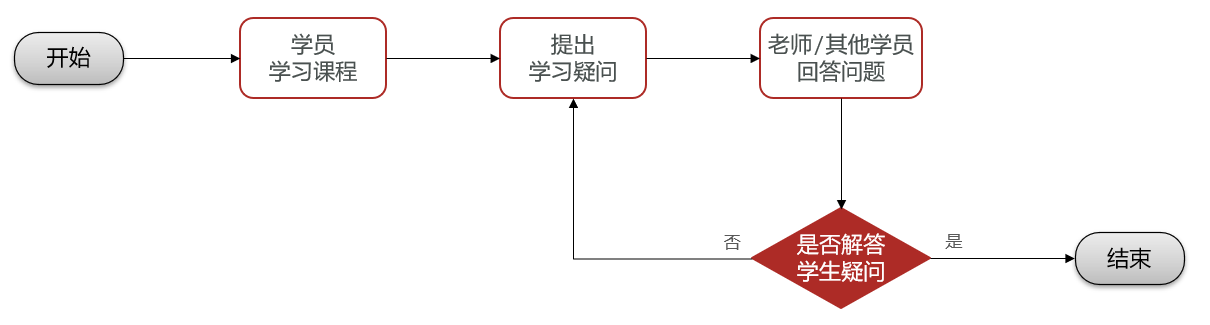 开始
学员
学习课程
提出
学习疑问
老师/其他学员
回答问题
否
是否解答
学生疑问
是
结束